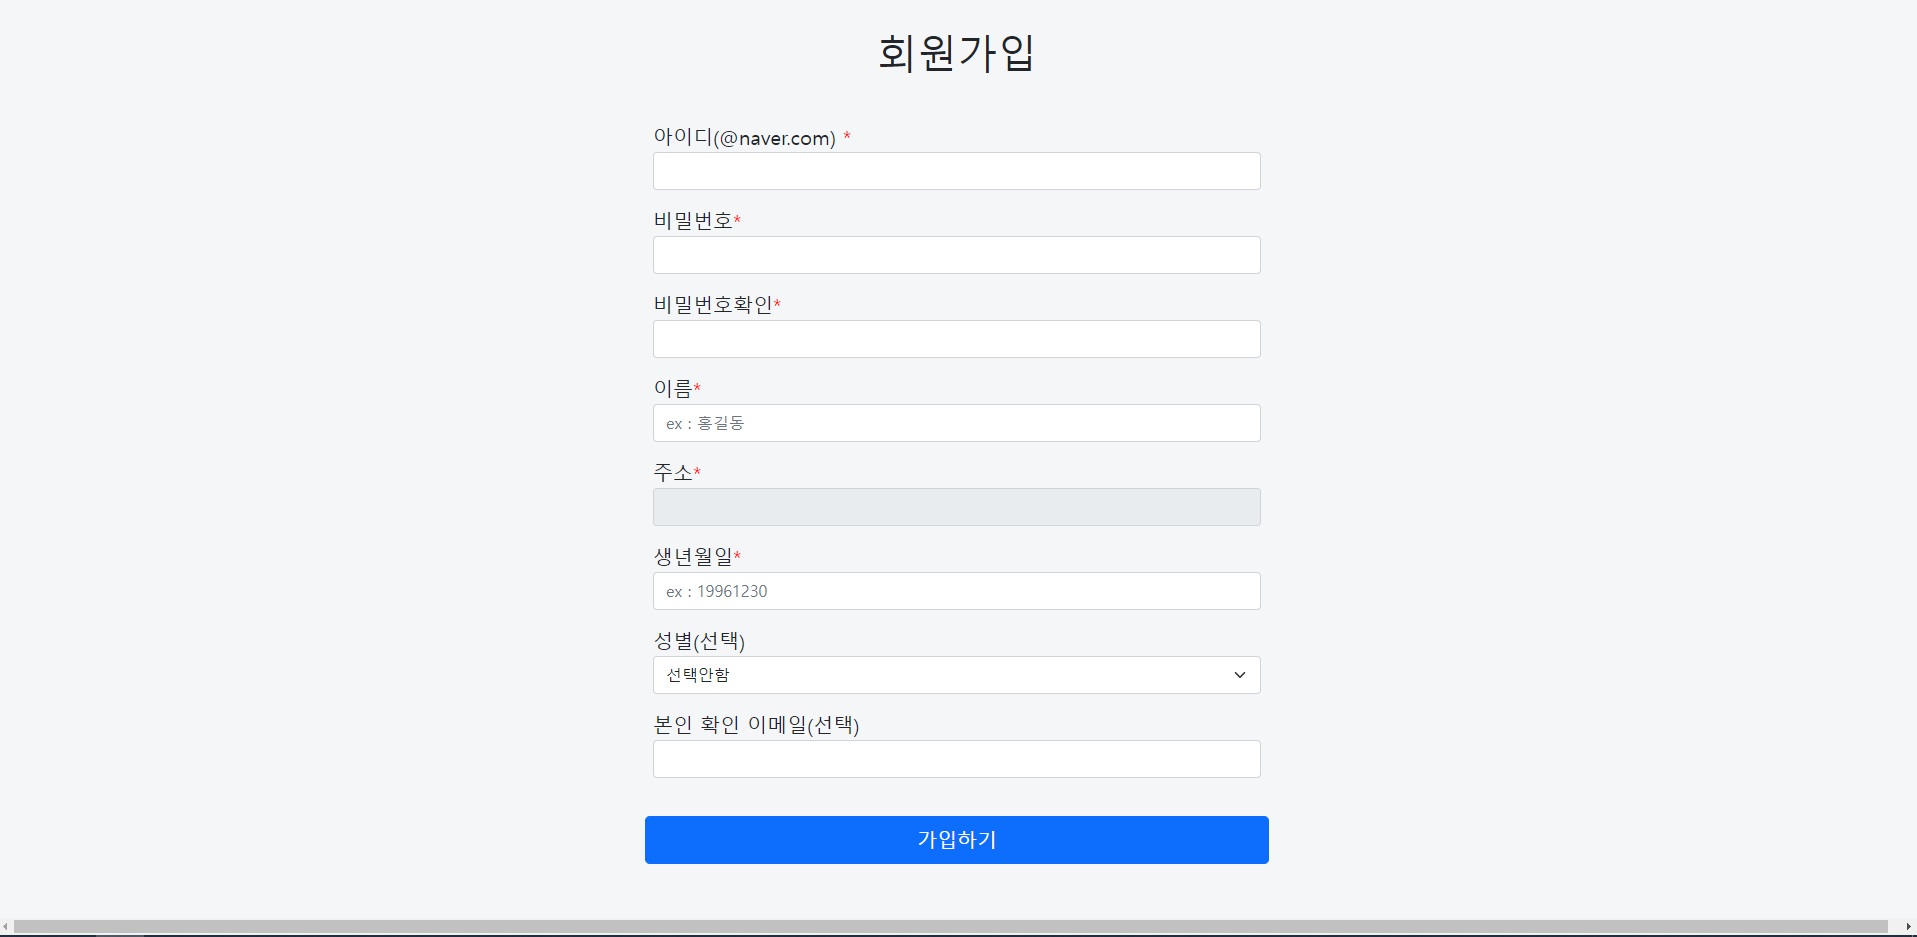 회원가입
아이디(@naver.com) *
비밀번호*
비밀번호확인*
이름*
ex : 홍길동
주소*
생년월일*
ex : 19961230
성별(선택)
선택안함
본인 확인 이메일(선택)
가입하기